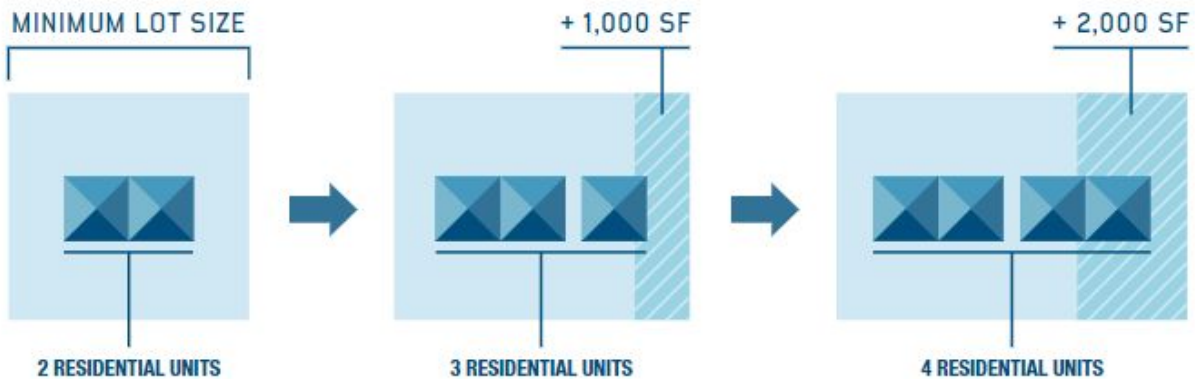 MINIMUM LOT SIZE
+ 1,000 SF
+ 2,000 SF
2 RESIDENTIAL UNITS
3 RESIDENTIAL UNITS
4 RESIDENTIAL UNITS